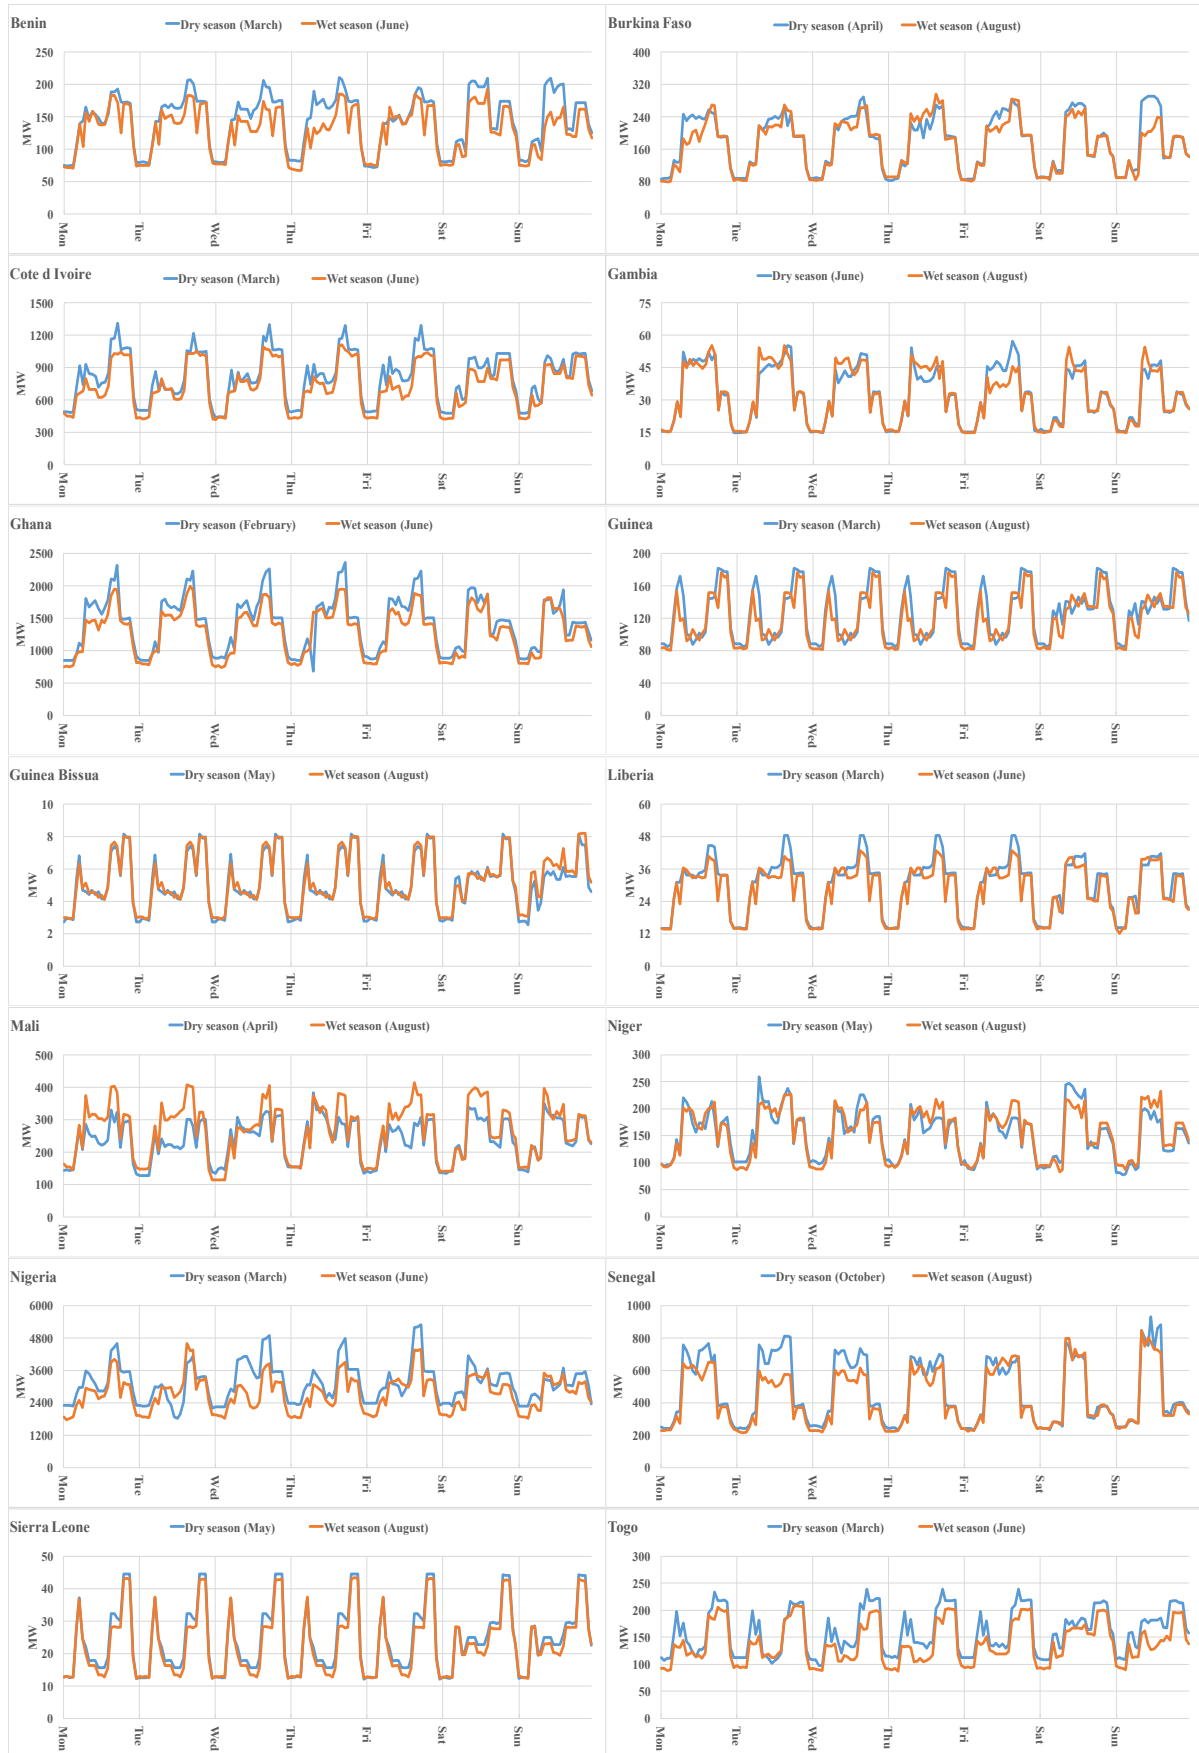 Benin
Dry season (March) Wet season (June)
250
200
150
100
50
0
MW
Mon Tue Wed Thu Fri Sat Sun
Burkina Faso
Dry season (April) Wet season (August)
400
320
240
160
80
0
MW
Mon Tue Wed Thu Fri Sat Sun
Cote d Ivoire
Dry season (March) Wet season (June)
1500
1200
900
600
300
0
MW
Mon Tue Wed Thu Fri Sat Sun
Gambia
Dry season (June) Wet season (August)
75
60
45
30
15
0
MW
Mon Tue Wed Thu Fri Sat Sun
Ghana
Dry season (February) Wet season (June)
2500
2000
1500
1000
500
0
MW
Mon Tue Wed Thu Fri Sat Sun
Guinea
Dry season (March) Wet season (August)
200
160
120
80
40
0
MW
Mon Tue Wed Thu Fri Sat Sun
Guinea Bissua
Dry season (May) Wet season (August)
10
8
6
4
2
0
MW
Mon Tue Wed Thu Fri Sat Sun
Liberia
Dry season (March) Wet season (June)
60
48
36
24
12
0
MW
Mon Tue Wed Thu Fri Sat Sun
Mali
Dry season (April) Wet season (August)
500
400
300
200
100
0
MW
Mon Tue Wed Thu Fri Sat Sun
Niger
Dry season (May) Wet season (August)
300
250
200
150
100
50
0
MW
Mon Tue Wed Thu Fri Sat Sun
Nigeria
Dry season (March) Wet season (June)
6000
4800
3600
2400
1200
0
MW
Mon Tue Wed Thu Fri Sat Sun
Senegal
Dry season (October) Wet season (August)
1000
800
600
400
200
0
MW
Mon Tue Wed Thu Fri Sat Sun
Sierra Leone
Dry season (May) Wet season (August)
50
40
30
20
10
0
MW
Mon Tue Wed Thu Fri Sat Sun
Togo
Dry season (March) Wet season (June)
300
250
200
150
100
50
0
MW
Mon Tue Wed Thu Fri Sat Sun